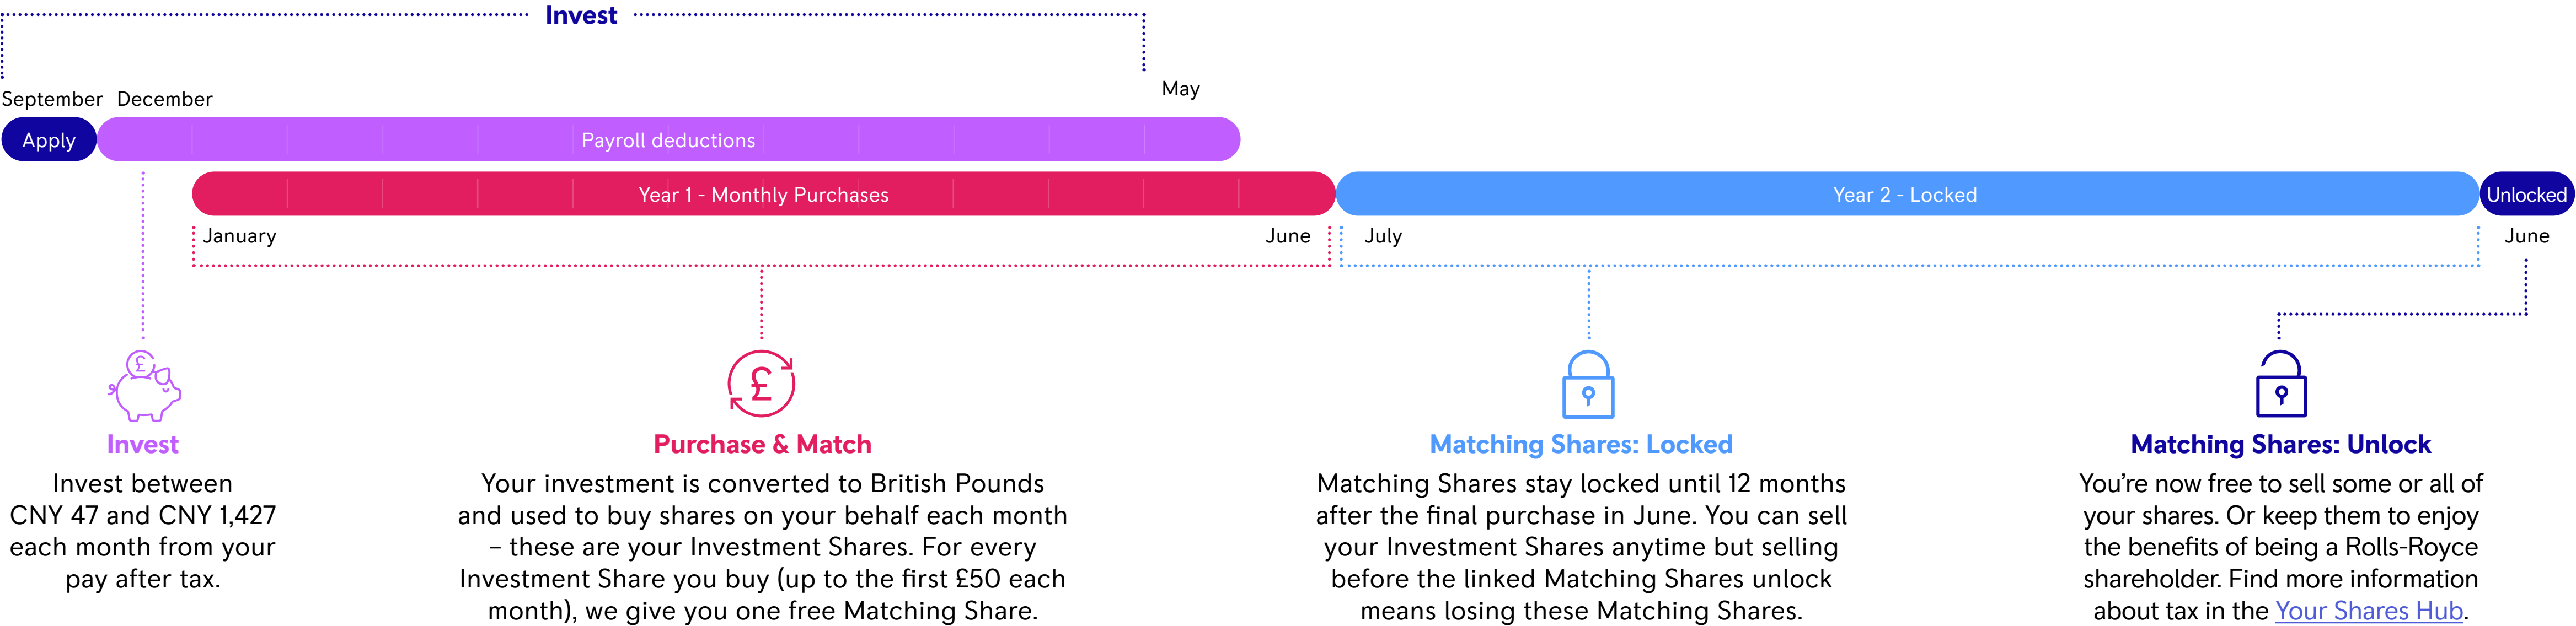 Invest
September December
May
Apply
Payroll deductions
Year 1 - Monthly Purchases
Year 2 - Locked
Unlocked
January
June
July
June
£
£
Invest
Invest between
CNY 47 and CNY 1,427
each month from your
pay after tax.
Purchase & Match
Your investment is converted to British Pounds
and used to buy shares on your behalf each month
– these are your Investment Shares. For every
Investment Share you buy (up to the first £50 each
month), we give you one free Matching Share.
Matching Shares: Locked
Matching Shares stay locked until 12 months
after the final purchase in June. You can sell
your Investment Shares anytime but selling
before the linked Matching Shares unlock
means losing these Matching Shares.
Matching Shares: Unlock
You’re now free to sell some or all of
your shares. Or keep them to enjoy
the benefits of being a Rolls-Royce
shareholder. Find more information
about tax in the Your Shares Hub.